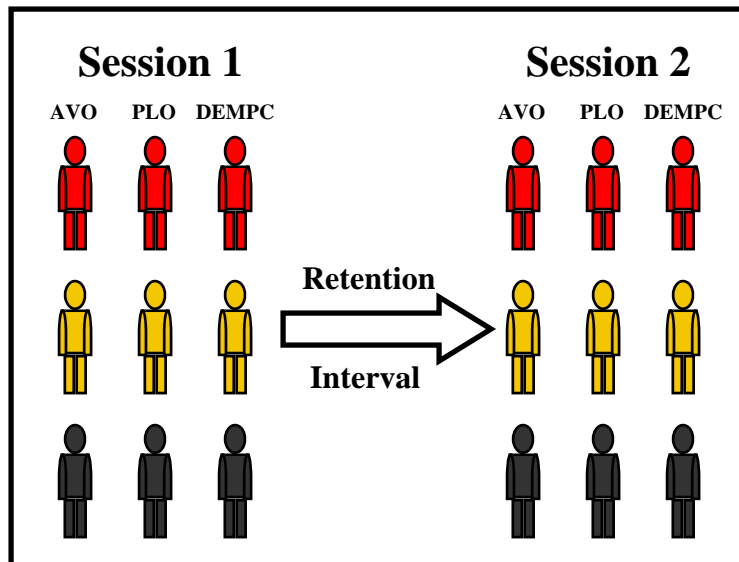 Session 1
AVO PLO DEMPC
Session 2
AVO PLO DEMPC
Retention
Interval